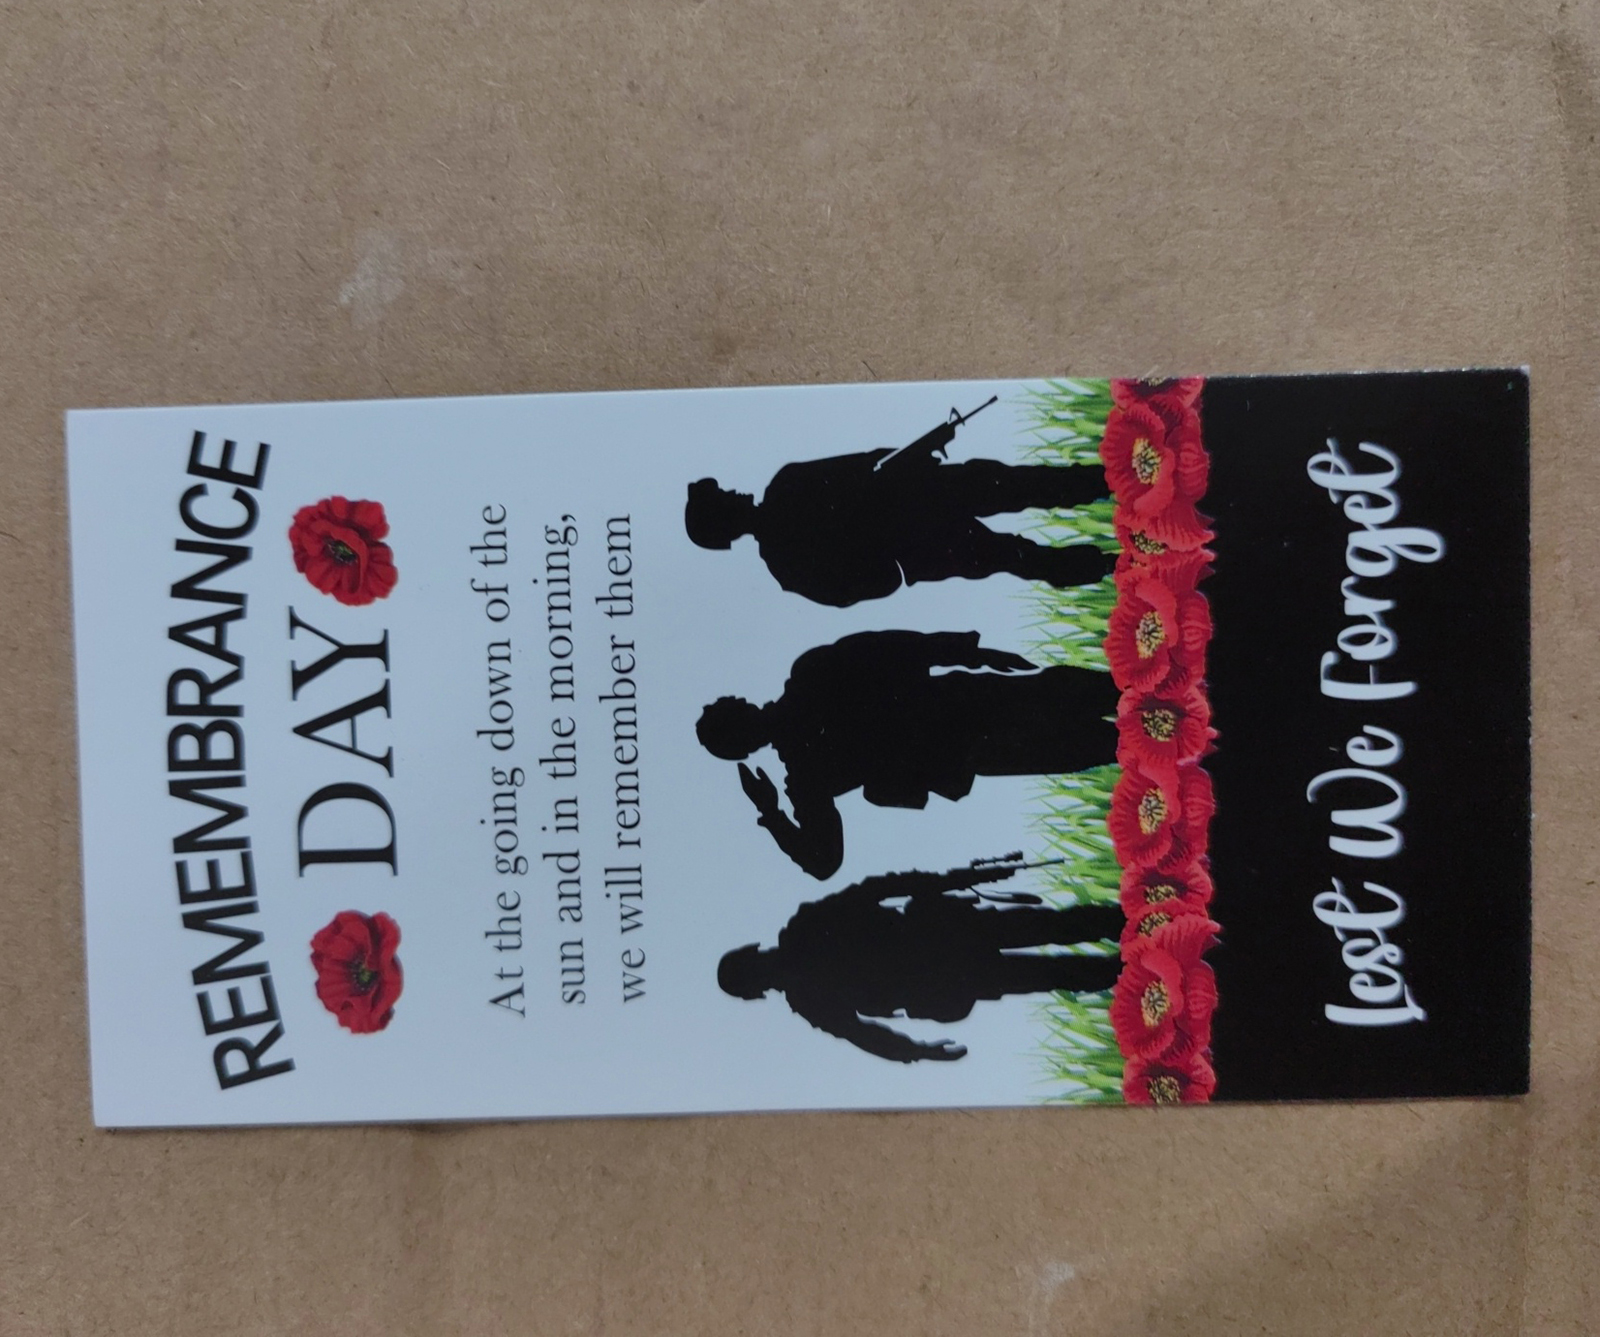 REMEMBRANCE
DAY
At the going down of the
sun and in the morning,
we will remember them
Lest We Forget